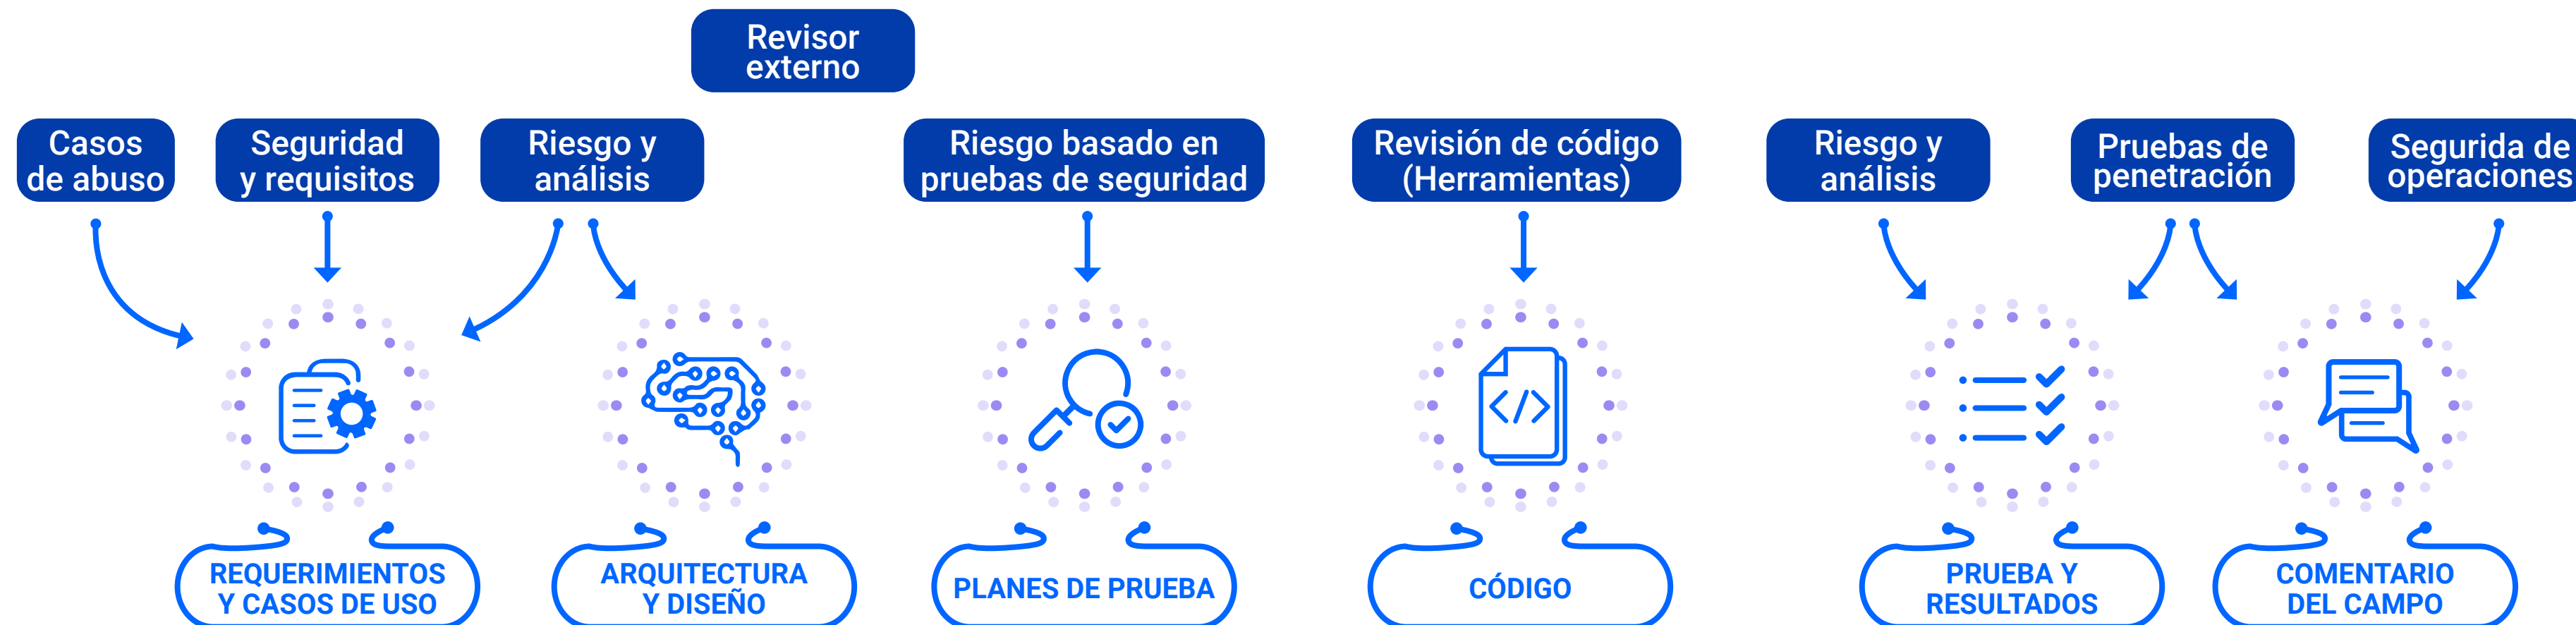 Revisor
externo
Casos
de abuso
Seguridad
y requisitos
Riesgo y
análisis
Riesgo basado en
pruebas de seguridad
Revisión de código
(Herramientas)
Riesgo y
análisis
Pruebas de
penetración
Segurida de
operaciones
REQUERIMIENTOS
Y CASOS DE USO
ARQUITECTURA
Y DISEÑO
PLANES DE PRUEBA
CÓDIGO
PRUEBA Y
RESULTADOS
COMENTARIO
DEL CAMPO